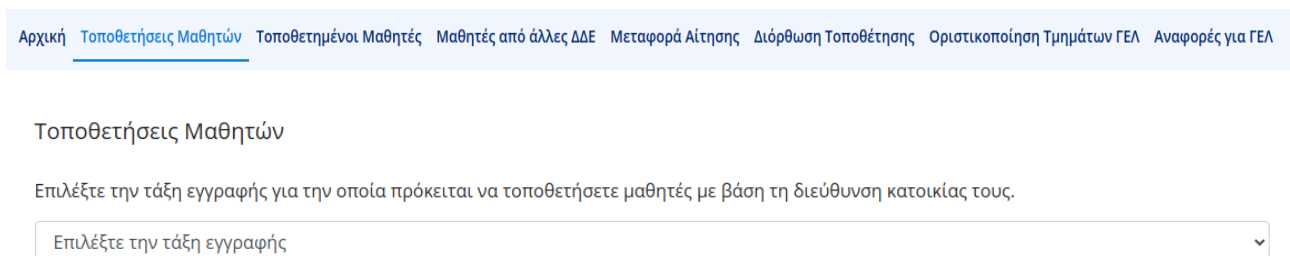 Αρχική Τοποθετήσεις Μαθητών Τοποθετημένοι Μαθητές Μαθητές από άλλες ΔΔΕ Μεταφορά Αίτησης Διόρθωση Τοποθέτησης Οριστικοποίηση Τμημάτων ΓΕΛ Αναφορές για ΓΕΛ
Τοποθετήσεις Μαθητών
Επιλέξτε την τάξη εγγραφής για την οποία πρόκειται να τοποθετήσετε μαθητές με βάση τη διεύθυνση κατοικίας τους.
Επιλέξτε την τάξη εγγραφής